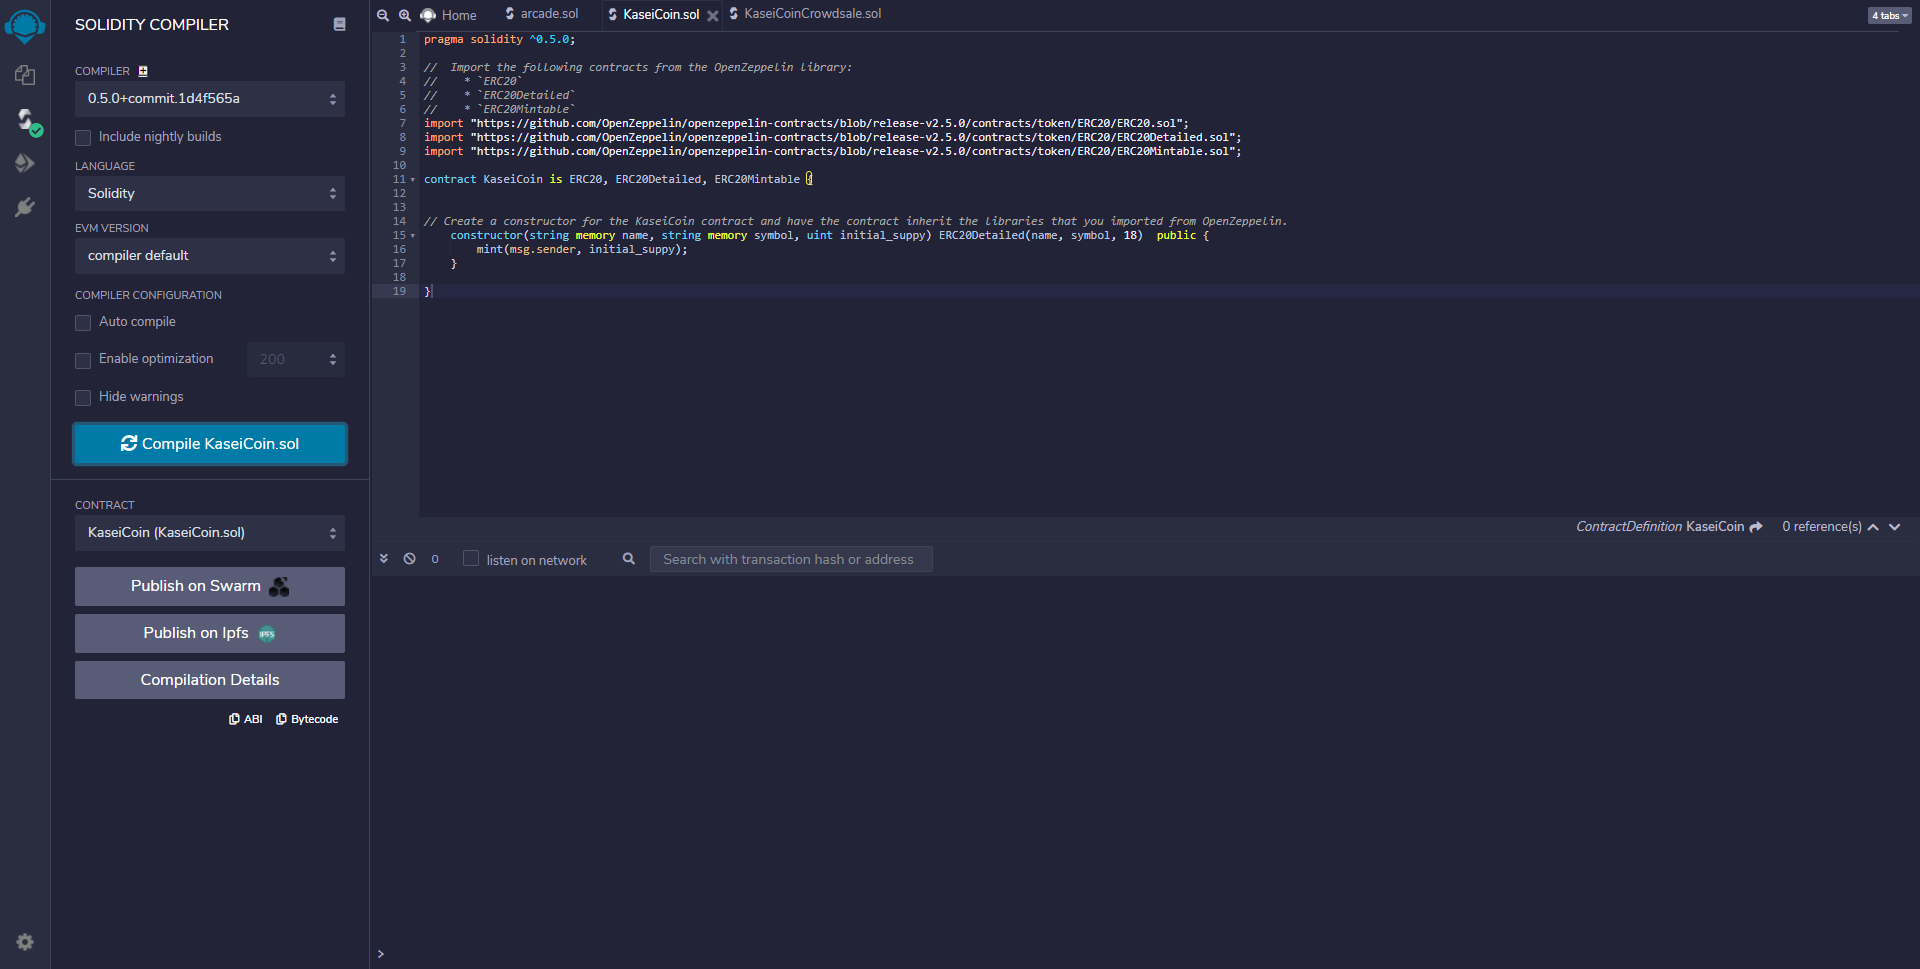 SOLIDITY COMPILER
COMPILER
0.5.0+commit.1d4f565a
Include nightly builds
LANGUAGE
Solidity
EVM VERSION
compiler default
COMPILER CONFIGURATION
Auto compile
Enable optimization
200
Hide warnings
Compile KaseiCoin.sol
CONTRACT
KaseiCoin (KaseiCoin.sol)
Publish on Swarm
Publish on Ipfs
IPFS
Compilation Details
ABI Bytecode
Home arcade.sol KaseiCoin.sol KaseiCoinCrowdsale.sol
4 tabs
1 pragma solidity ^0.5.0;
2
3 //  Import the following contracts from the OpenZeppelin library:
4 //    * `ERC20`
5 //    * `ERC20Detailed`
6 //    * `ERC20Mintable`
7 import "https://github.com/OpenZeppelin/openzeppelin-contracts/blob/release-v2.5.0/contracts/token/ERC20/ERC20.sol";
8 import "https://github.com/OpenZeppelin/openzeppelin-contracts/blob/release-v2.5.0/contracts/token/ERC20/ERC20Detailed.sol";
9 import "https://github.com/OpenZeppelin/openzeppelin-contracts/blob/release-v2.5.0/contracts/token/ERC20/ERC20Mintable.sol";
10
11 contract KaseiCoin is ERC20, ERC20Detailed, ERC20Mintable {
12
13
14 // Create a constructor for the KaseiCoin contract and have the contract inherit the libraries that you imported from OpenZeppelin.
15     constructor(string memory name, string memory symbol, uint initial_suppy) ERC20Detailed(name, symbol, 18)  public {
16         mint(msg.sender, initial_suppy);
17     }
18
19 }
ContractDefinition KaseiCoin 0 reference(s)
0 listen on network Search with transaction hash or address
>